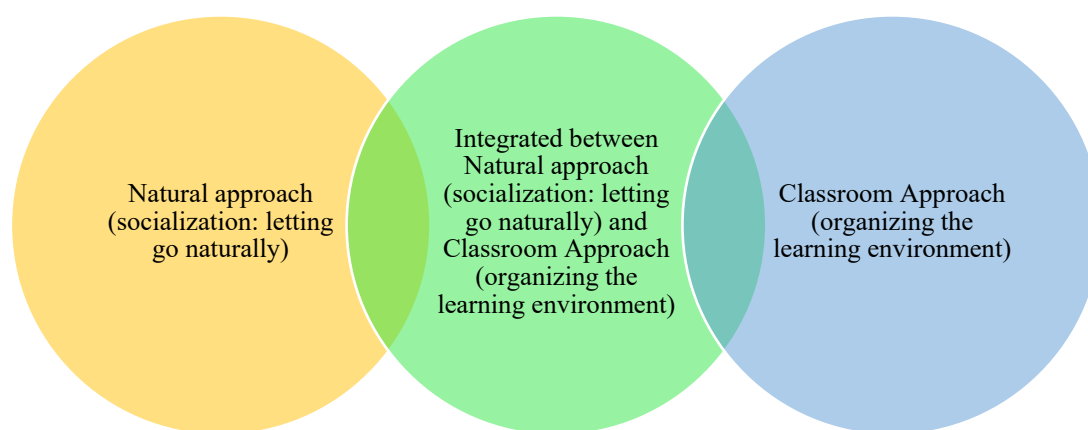 Natural approach
(socialization: letting
go naturally)
Integrated between
Natural approach
(socialization: letting
go naturally) and
Classroom Approach
(organizing the
learning environment)
Classroom Approach
(organizing the
learning environment)